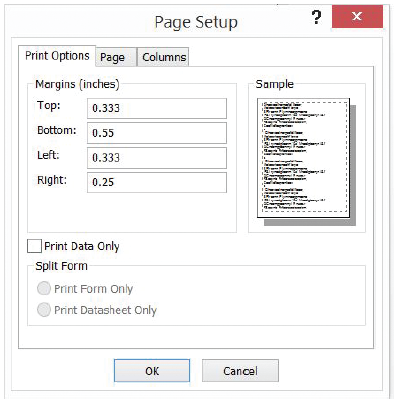 Page Setup
?
x
Print Options
Page
Columns
Margins (inches)
Top: 0.333
Bottom: 0.55
Left: 0.333
Right: 0.25
Sample
Print Data Only
Split Form
Print Form Only
Print Datasheet Only
OK
Cancel